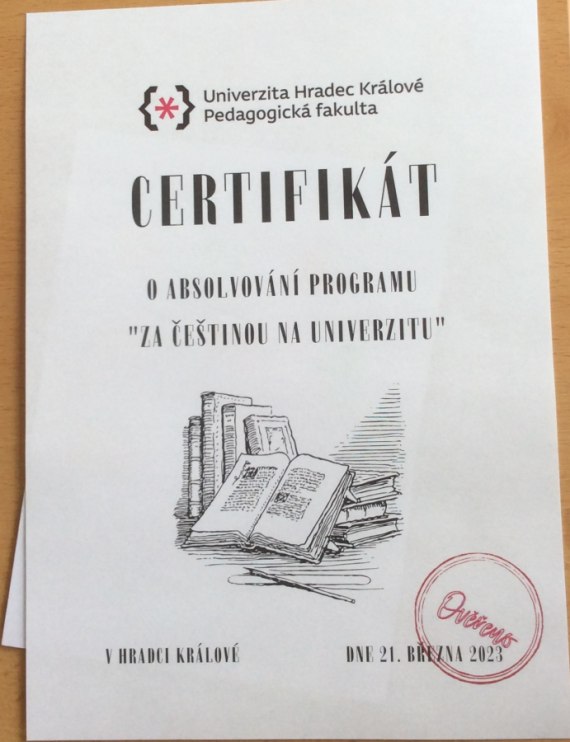 Univerzita Hradec Králové
Pedagogická fakulta
CERTIFIKÁT
O ABSOLVOVÁNÍ PROGRAMU
"ZA ČEŠTINOU NA UNIVERZITU"
V HRADCI KRÁLOVÉ
DNE 21. BŘEZNA 2023
Ověřeno